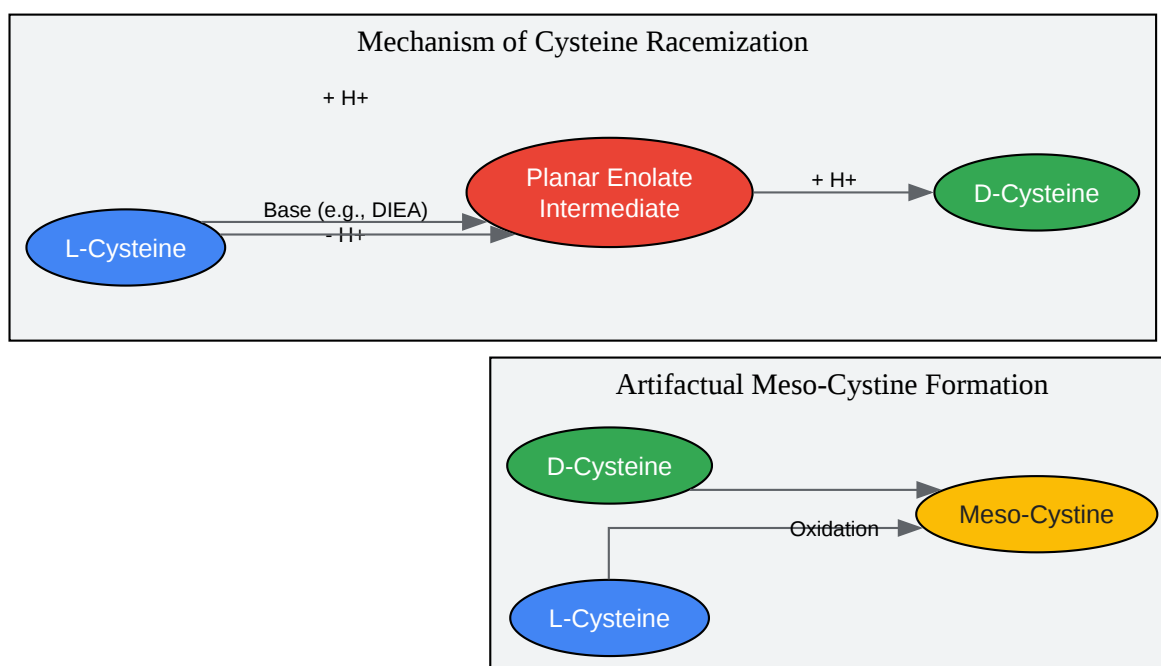 Mechanism of Cysteine Racemization
+ H+
Planar Enolate
Intermediate
+ H+
D-Cysteine
Base (e.g., DIEA)
- H+
L-Cysteine
Artifactual Meso-Cystine Formation
D-Cysteine
Meso-Cystine
Oxidation
L-Cysteine